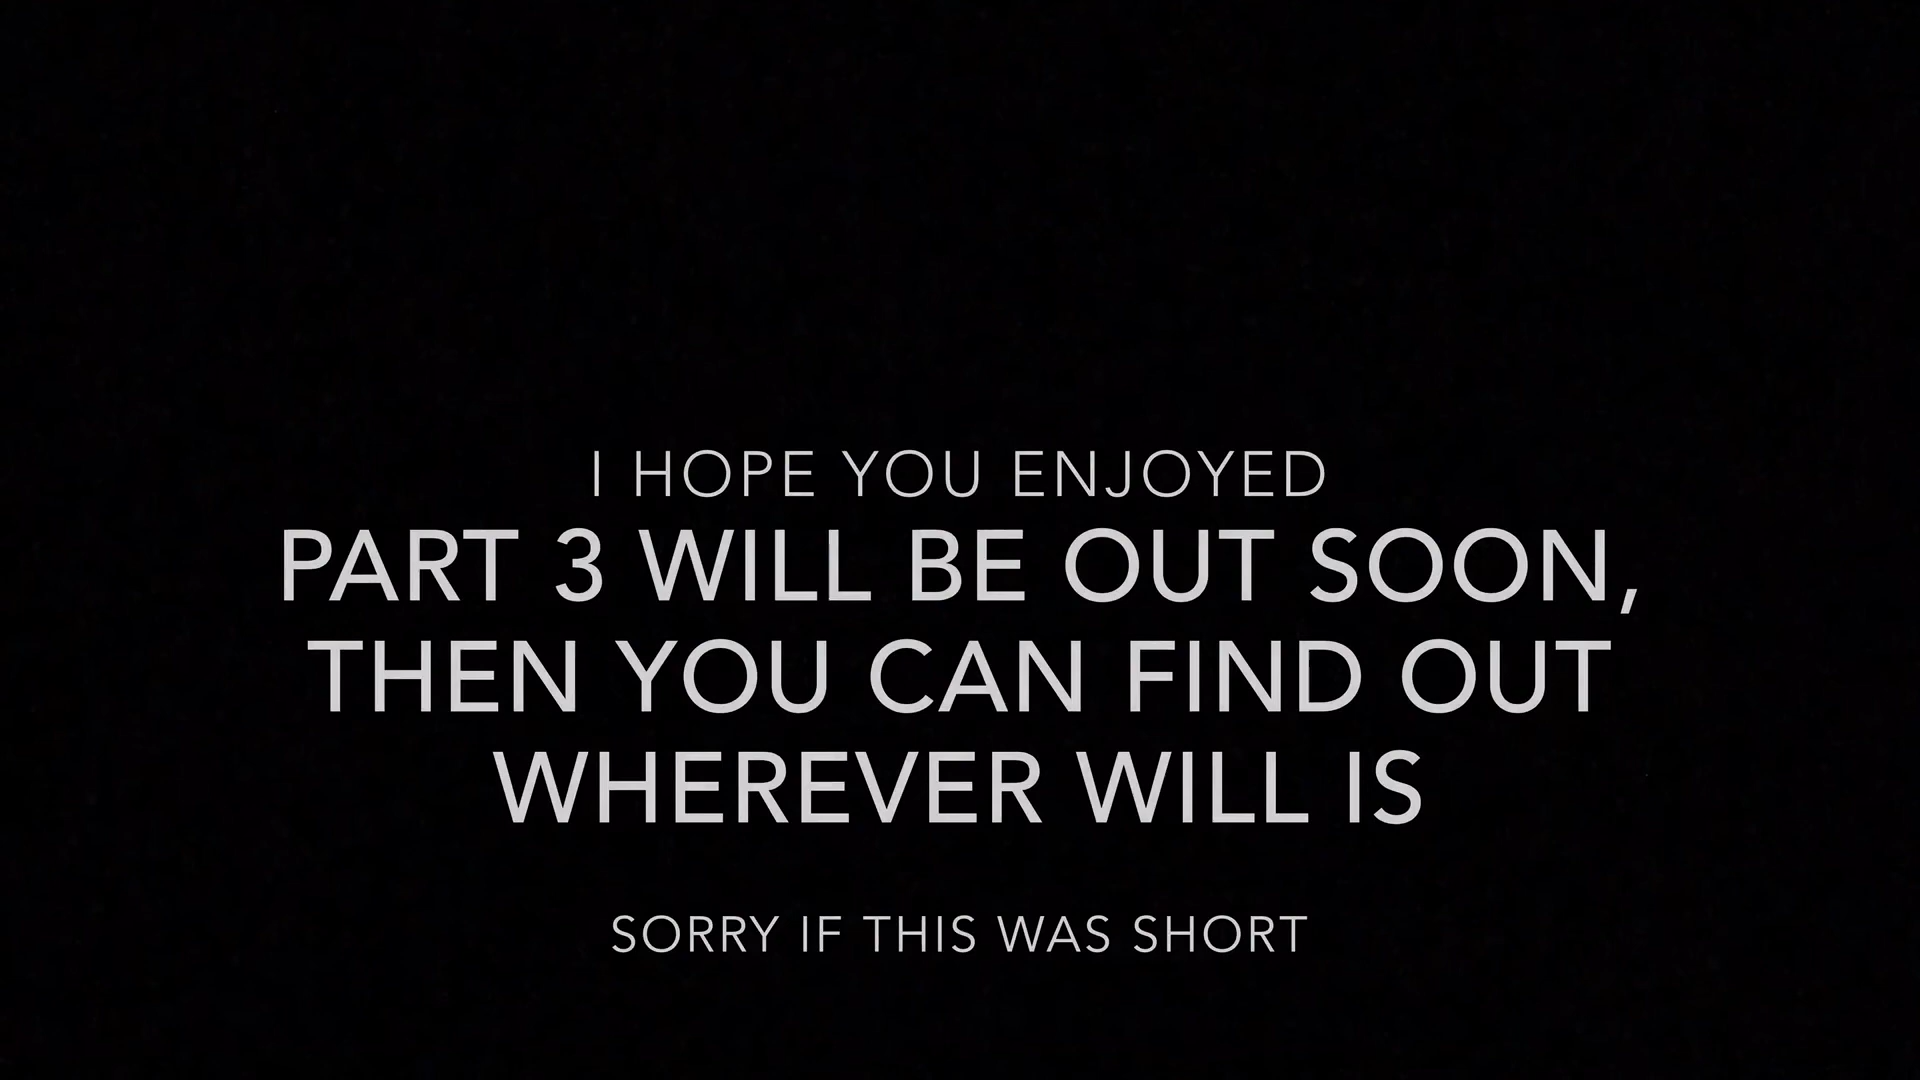 I HOPE YOU ENJOYED
PART 3 WILL BE OUT SOON,
THEN YOU CAN FIND OUT
WHEREVER WILL IS
SORRY IF THIS WAS SHORT